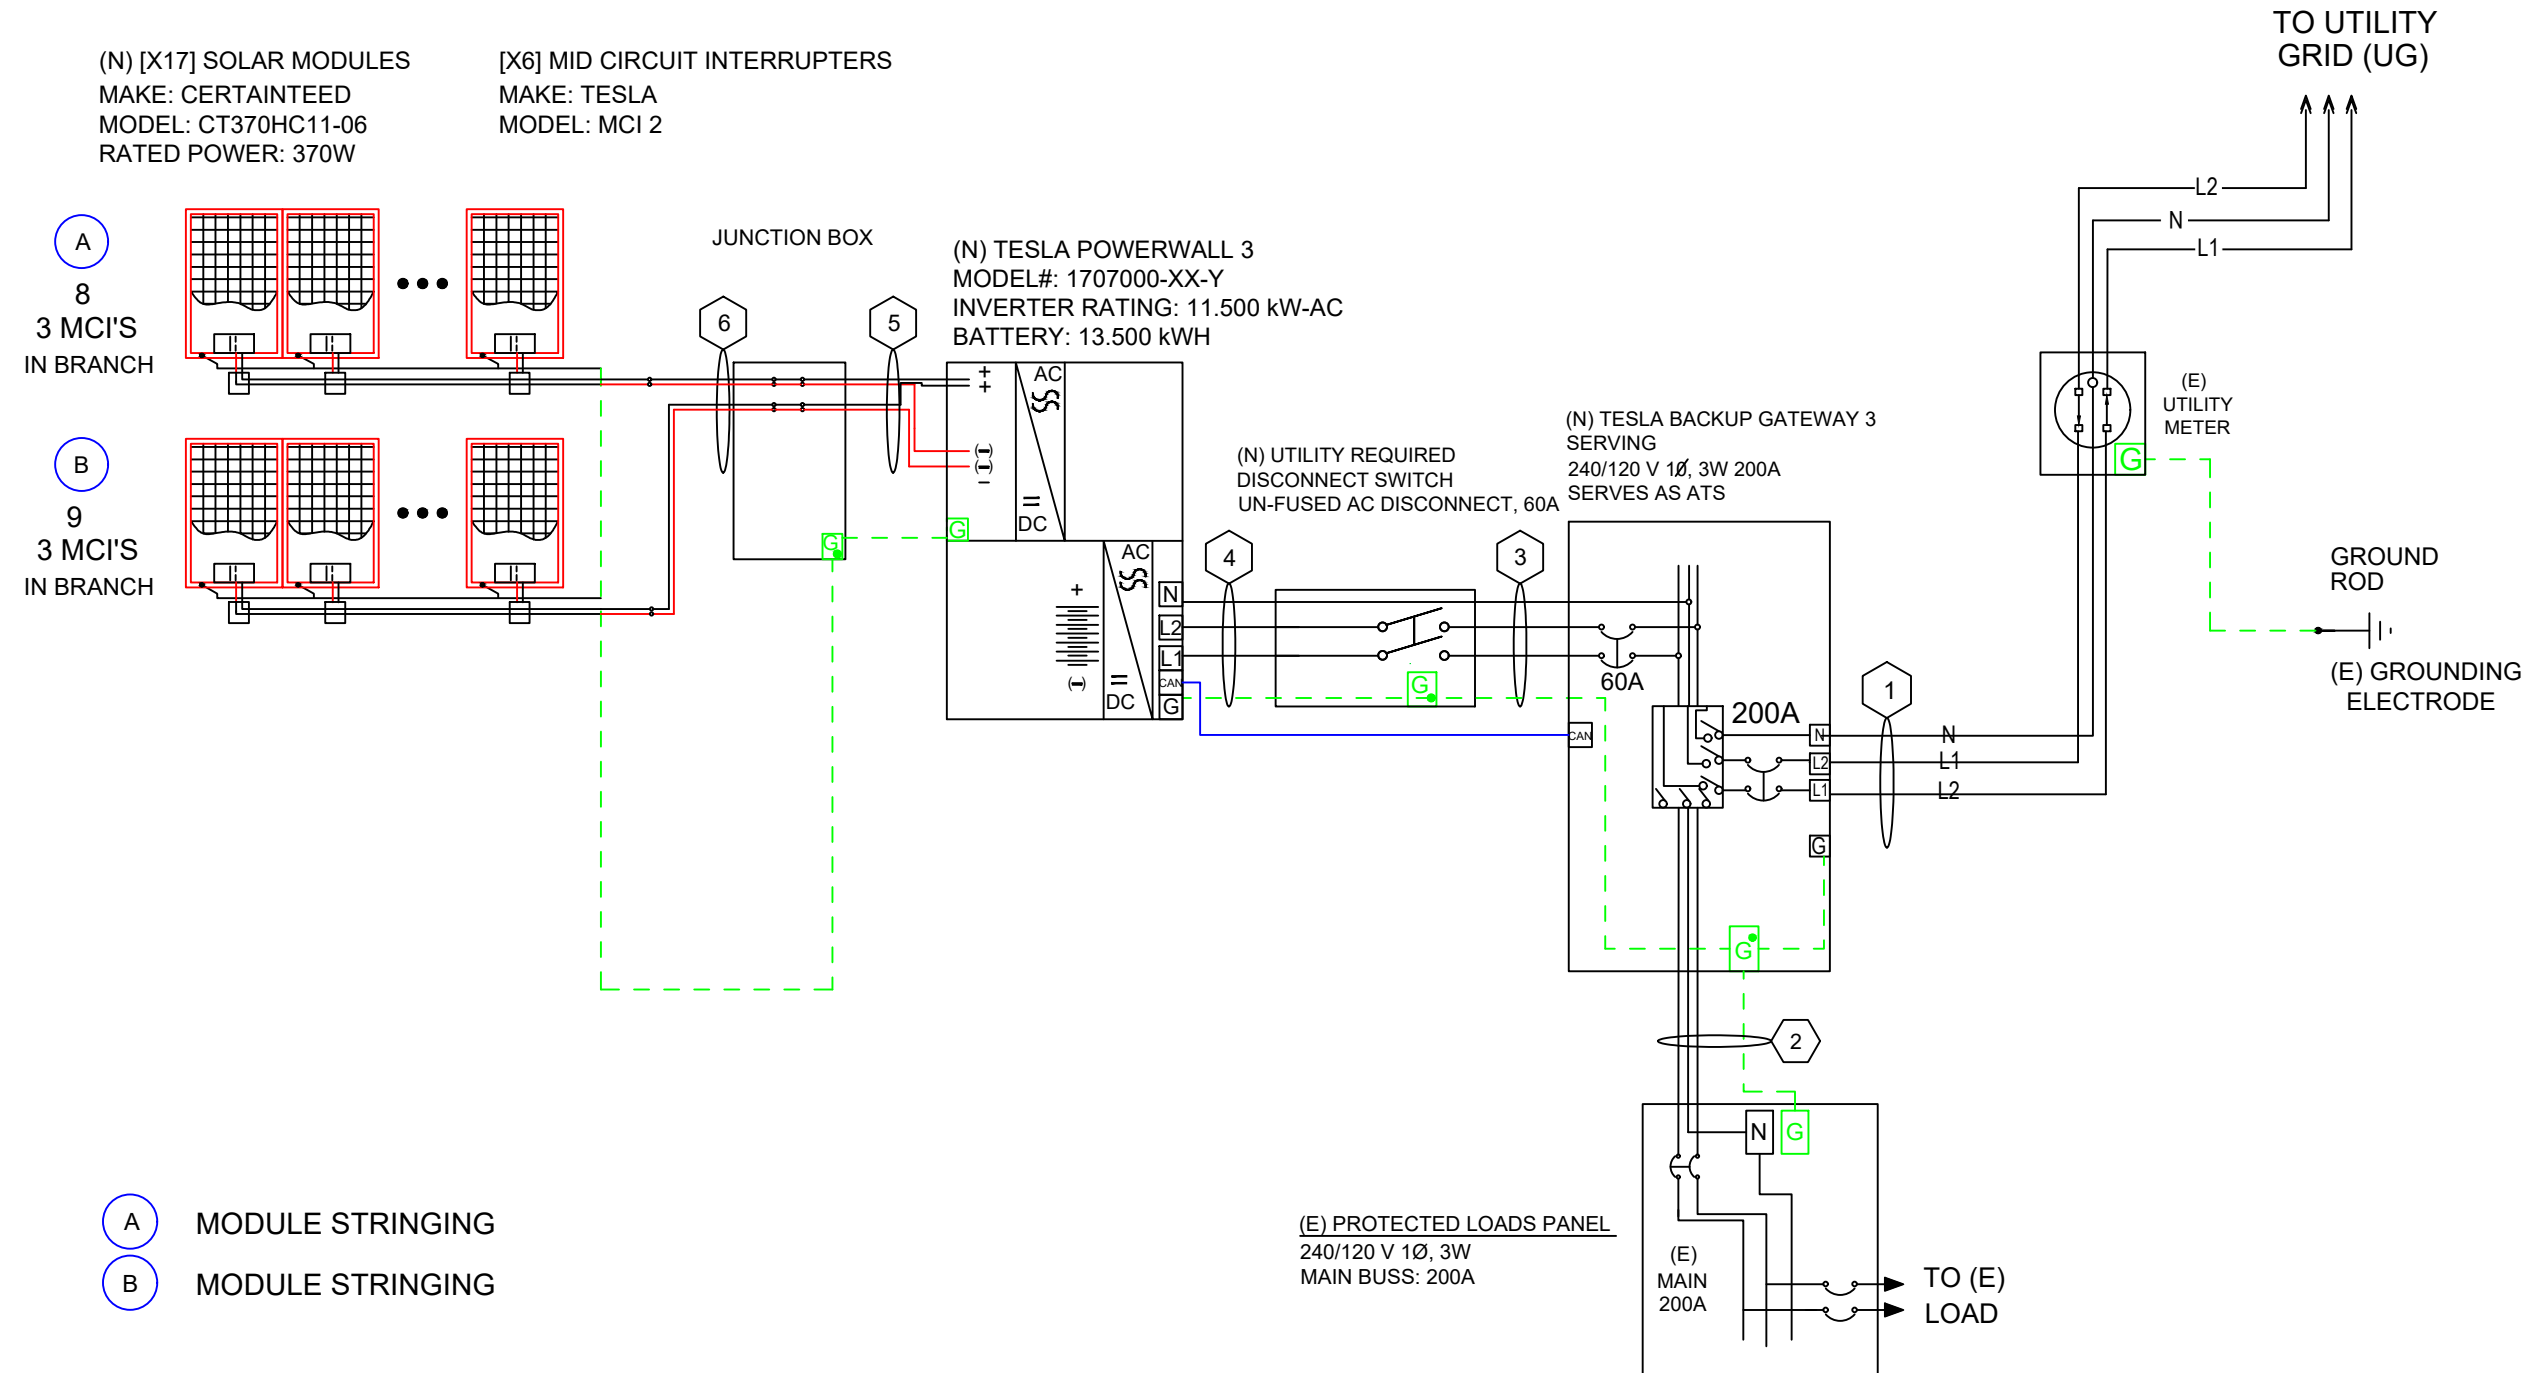 TO UTILITY
GRID (UG)
(N) [X17] SOLAR MODULES
MAKE: CERTAINTEED
MODEL: CT370HC11-06
RATED POWER: 370W
[X6] MID CIRCUIT INTERRUPTERS
MAKE: TESLA
MODEL: MCI 2
L2
N
L1
A
8
3 MCI'S
IN BRANCH
B
9
3 MCI'S
IN BRANCH
JUNCTION BOX
6
5
(N) TESLA POWERWALL 3
MODEL#: 1707000-XX-Y
INVERTER RATING: 11.500 kW-AC
BATTERY: 13.500 kWH
+
+
(-)
(-)
-
AC
DC
G
G
AC
DC
+
(-)
N
L2
L1
CAN
G
(N) UTILITY REQUIRED
DISCONNECT SWITCH
UN-FUSED AC DISCONNECT, 60A
4
3
G
(N) TESLA BACKUP GATEWAY 3
SERVING
240/120 V 1Ø, 3W 200A
SERVES AS ATS
60A
200A
CAN
N
L2
L1
G
G
1
N
L1
L2
(E)
UTILITY
METER
G
GROUND
ROD
(E) GROUNDING
ELECTRODE
2
N
G
(E) PROTECTED LOADS PANEL
240/120 V 1Ø, 3W
MAIN BUSS: 200A
(E)
MAIN
200A
TO (E)
LOAD
A
MODULE STRINGING
B
MODULE STRINGING